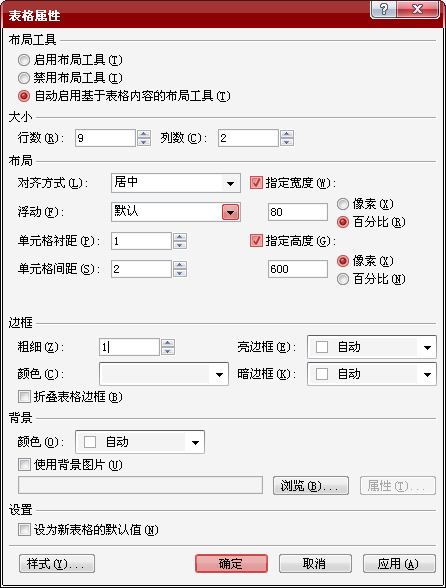 表格属性
布局工具
启用布局工具(T)
禁用布局工具(I)
自动启用基于表格内容的布局工具(T)
大小
行数(R): 9 列数(C): 2
布局
对齐方式(L): 居中 指定宽度(W):
浮动(F): 默认 80 像素(X)
百分比(R)
单元格衬距(P): 1 指定高度(G):
单元格间距(S): 2 600 像素(X)
百分比(N)
边框
粗细(Z): 1 亮边框(E): 自动
颜色(C): 暗边框(K): 自动
折叠表格边框(B)
背景
颜色(O): 自动
使用背景图片(U)
浏览(B)... 属性(T)...
设置
设为新表格的默认值(N)
样式(Y)... 确定 取消 应用(A)